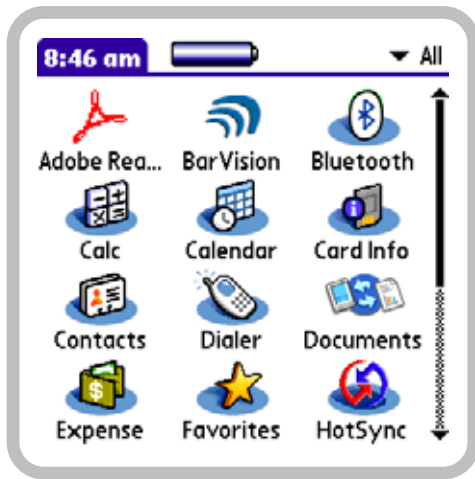 8:46 am All
Adobe Rea... BarVision Bluetooth
Calc Calendar Card Info
Contacts Dialer Documents
Expense Favorites HotSync